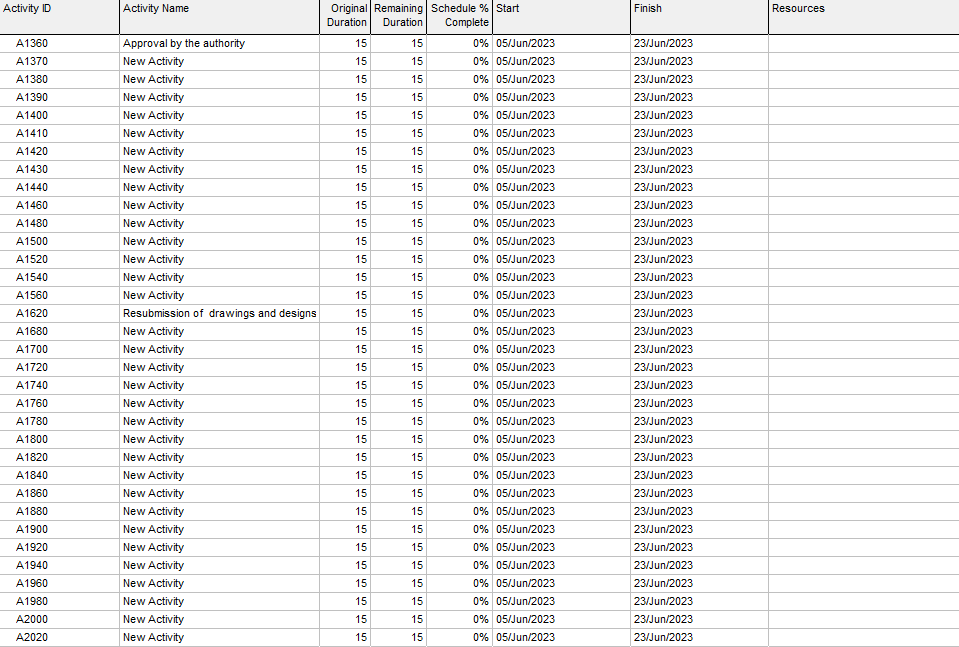 Activity ID Activity Name Original Duration Remaining Duration Schedule % Complete Start Finish Resources
A1360 Approval by the authority 15 15 0% 05/Jun/2023 23/Jun/2023
A1370 New Activity 15 15 0% 05/Jun/2023 23/Jun/2023
A1380 New Activity 15 15 0% 05/Jun/2023 23/Jun/2023
A1390 New Activity 15 15 0% 05/Jun/2023 23/Jun/2023
A1400 New Activity 15 15 0% 05/Jun/2023 23/Jun/2023
A1410 New Activity 15 15 0% 05/Jun/2023 23/Jun/2023
A1420 New Activity 15 15 0% 05/Jun/2023 23/Jun/2023
A1430 New Activity 15 15 0% 05/Jun/2023 23/Jun/2023
A1440 New Activity 15 15 0% 05/Jun/2023 23/Jun/2023
A1460 New Activity 15 15 0% 05/Jun/2023 23/Jun/2023
A1480 New Activity 15 15 0% 05/Jun/2023 23/Jun/2023
A1500 New Activity 15 15 0% 05/Jun/2023 23/Jun/2023
A1520 New Activity 15 15 0% 05/Jun/2023 23/Jun/2023
A1540 New Activity 15 15 0% 05/Jun/2023 23/Jun/2023
A1560 New Activity 15 15 0% 05/Jun/2023 23/Jun/2023
A1620 Resubmission of  drawings and designs 15 15 0% 05/Jun/2023 23/Jun/2023
A1680 New Activity 15 15 0% 05/Jun/2023 23/Jun/2023
A1700 New Activity 15 15 0% 05/Jun/2023 23/Jun/2023
A1720 New Activity 15 15 0% 05/Jun/2023 23/Jun/2023
A1740 New Activity 15 15 0% 05/Jun/2023 23/Jun/2023
A1760 New Activity 15 15 0% 05/Jun/2023 23/Jun/2023
A1780 New Activity 15 15 0% 05/Jun/2023 23/Jun/2023
A1800 New Activity 15 15 0% 05/Jun/2023 23/Jun/2023
A1820 New Activity 15 15 0% 05/Jun/2023 23/Jun/2023
A1840 New Activity 15 15 0% 05/Jun/2023 23/Jun/2023
A1860 New Activity 15 15 0% 05/Jun/2023 23/Jun/2023
A1880 New Activity 15 15 0% 05/Jun/2023 23/Jun/2023
A1900 New Activity 15 15 0% 05/Jun/2023 23/Jun/2023
A1920 New Activity 15 15 0% 05/Jun/2023 23/Jun/2023
A1940 New Activity 15 15 0% 05/Jun/2023 23/Jun/2023
A1960 New Activity 15 15 0% 05/Jun/2023 23/Jun/2023
A1980 New Activity 15 15 0% 05/Jun/2023 23/Jun/2023
A2000 New Activity 15 15 0% 05/Jun/2023 23/Jun/2023
A2020 New Activity 15 15 0% 05/Jun/2023 23/Jun/2023